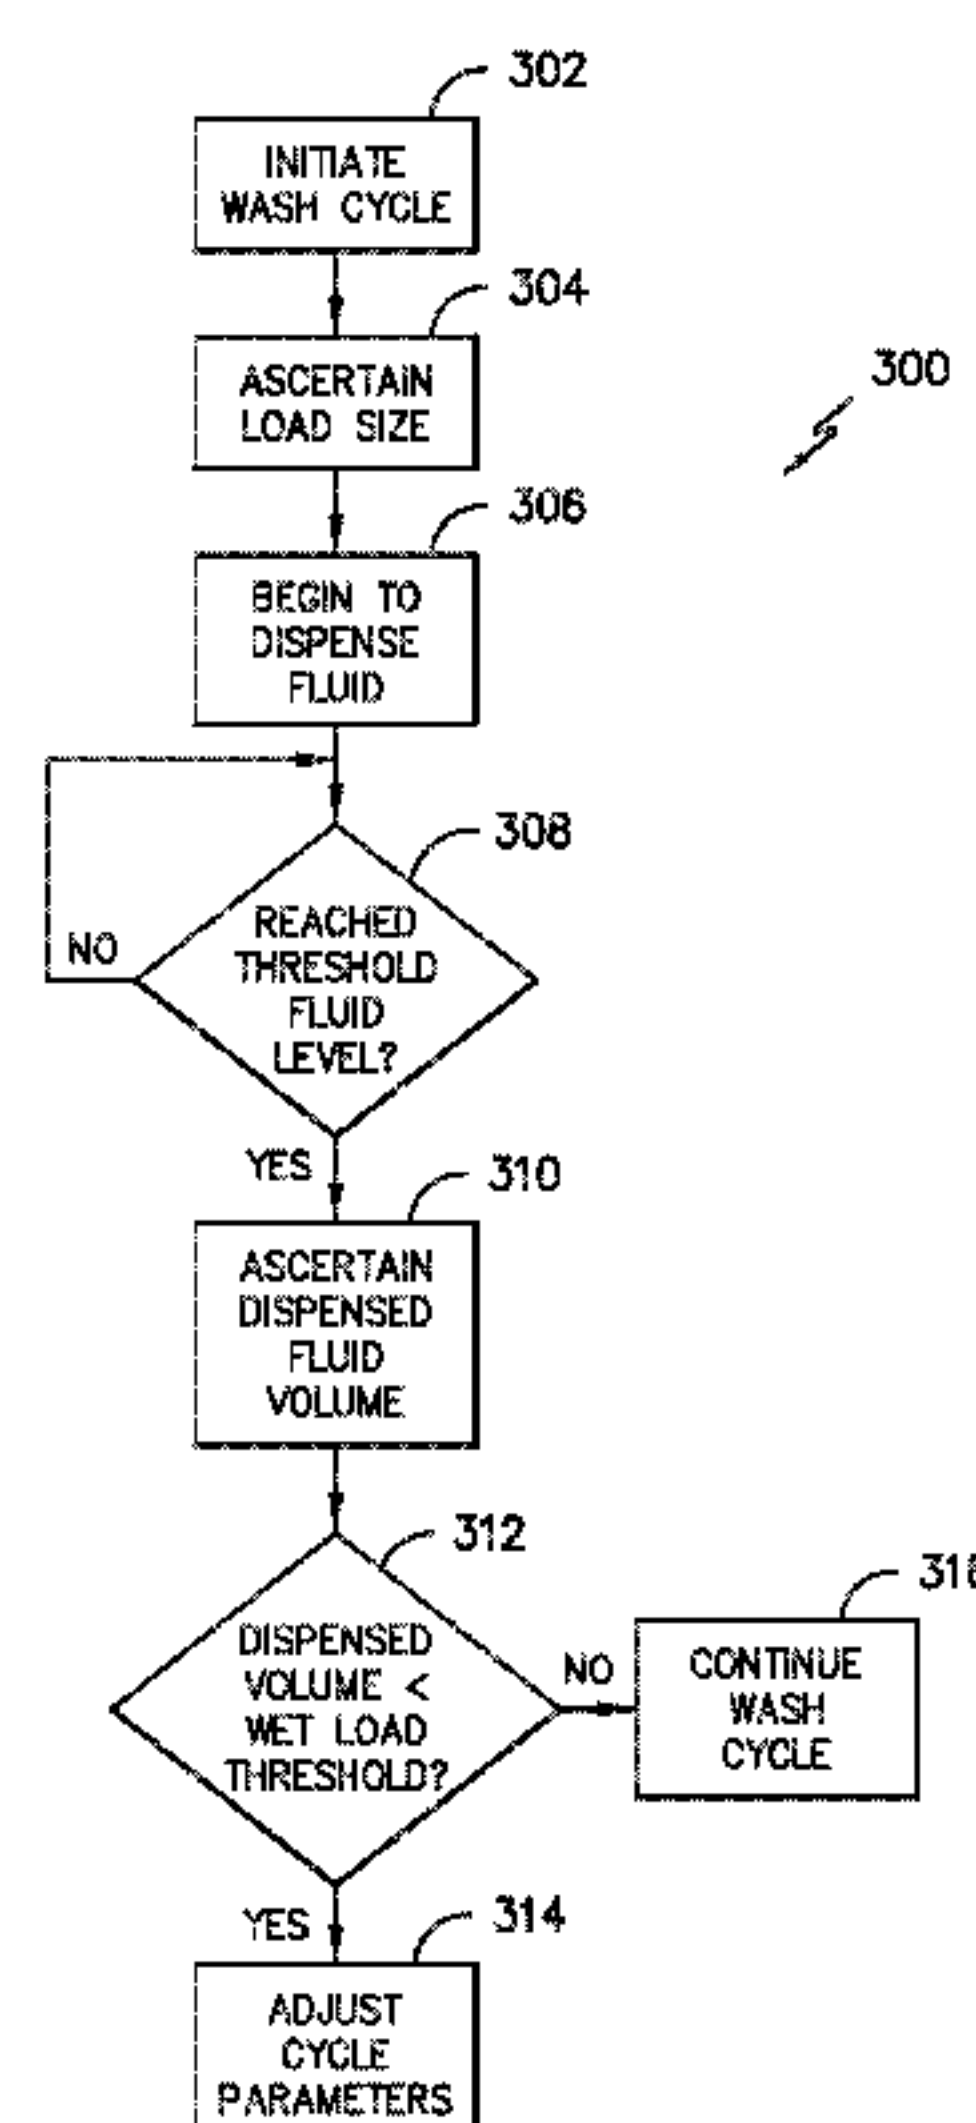 302
INITIATE
WASH CYCLE
304
ASCERTAIN
LOAD SIZE
300
306
BEGIN TO
DISPENSE
FLUID
308
REACHED
THRESHOLD
FLUID
LEVEL?
NO
YES
310
ASCERTAIN
DISPENSED
FLUID
VOLUME
312
DISPENSED
VOLUME <
WET LOAD
THRESHOLD?
NO
CONTINUE
WASH
CYCLE
YES
314
ADJUST
CYCLE
PARAMETERS